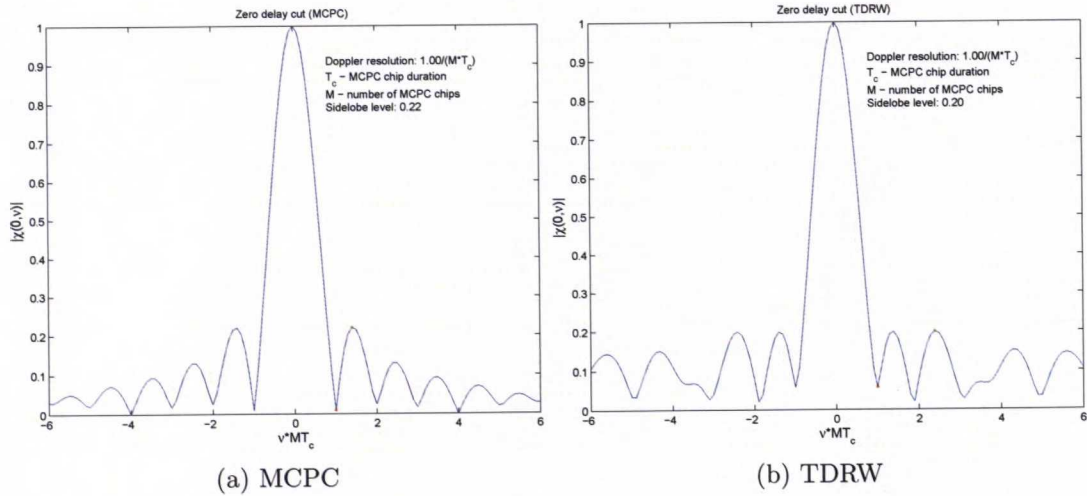 Zero delay cut (MCPC)
1
0.9
0.8
0.7
0.6
0.5
0.4
0.3
0.2
0.1
0
|χ(0,ν)|
Doppler resolution: 1.00/(M*T_c)
T_c − MCPC chip duration
M − number of MCPC chips
Sidelobe level: 0.22
−6
−4
−2
0
2
4
6
ν*MT_c
(a) MCPC
Zero delay cut (TDRW)
1
0.9
0.8
0.7
0.6
0.5
0.4
0.3
0.2
0.1
0
|χ(0,ν)|
Doppler resolution: 1.00/(M*T_c)
T_c − MCPC chip duration
M − number of MCPC chips
Sidelobe level: 0.20
−6
−4
−2
0
2
4
6
ν*MT_c
(b) TDRW